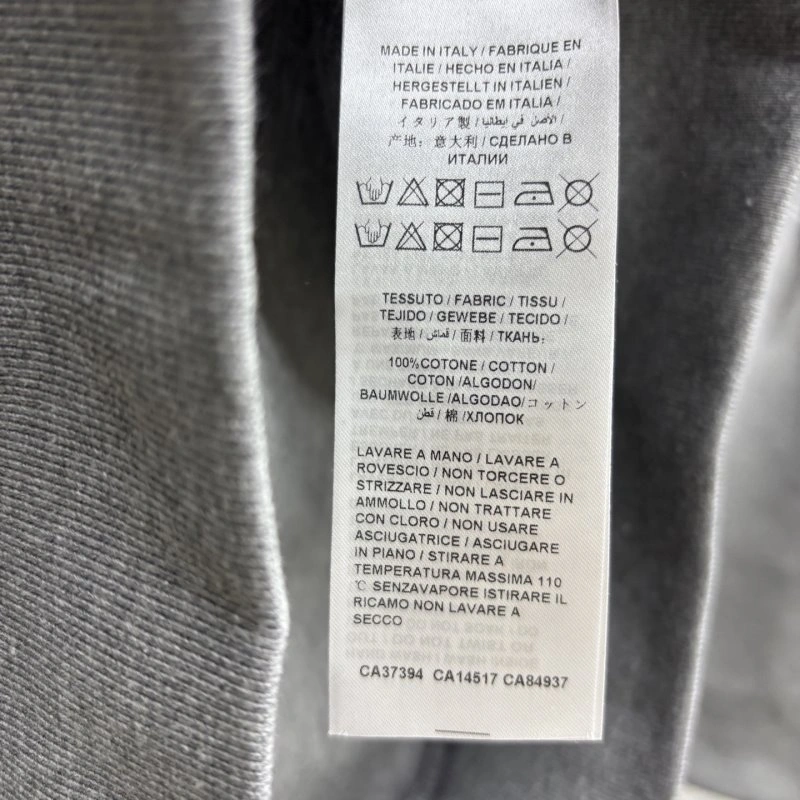 MADE IN ITALY / FABRIQUE EN
ITALIE / HECHO EN ITALIA /
HERGESTELLT IN ITALIEN /
FABRICADO EM ITALIA /
イタリア製 / الأصل في إيطاليا /
产地：意大利 / СДЕЛАНО В
ИТАЛИИ
TESSUTO / FABRIC / TISSU /
TEJIDO / GEWEBE / TECIDO /
表地 / قماش / 面料 / ТКАНЬ:
100%COTONE / COTTON /
COTON /ALGODON/
BAUMWOLLE /ALGODAO/コットン
قطن / 棉 /ХЛОПОК
LAVARE A MANO / LAVARE A
ROVESCIO / NON TORCERE O
STRIZZARE / NON LASCIARE IN
AMMOLLO / NON TRATTARE
CON CLORO / NON USARE
ASCIUGATRICE / ASCIUGARE
IN PIANO / STIRARE A
TEMPERATURA MASSIMA 110
℃ SENZAVAPORE ISTIRARE IL
RICAMO NON LAVARE A
SECCO
CA37394 CA14517 CA84937